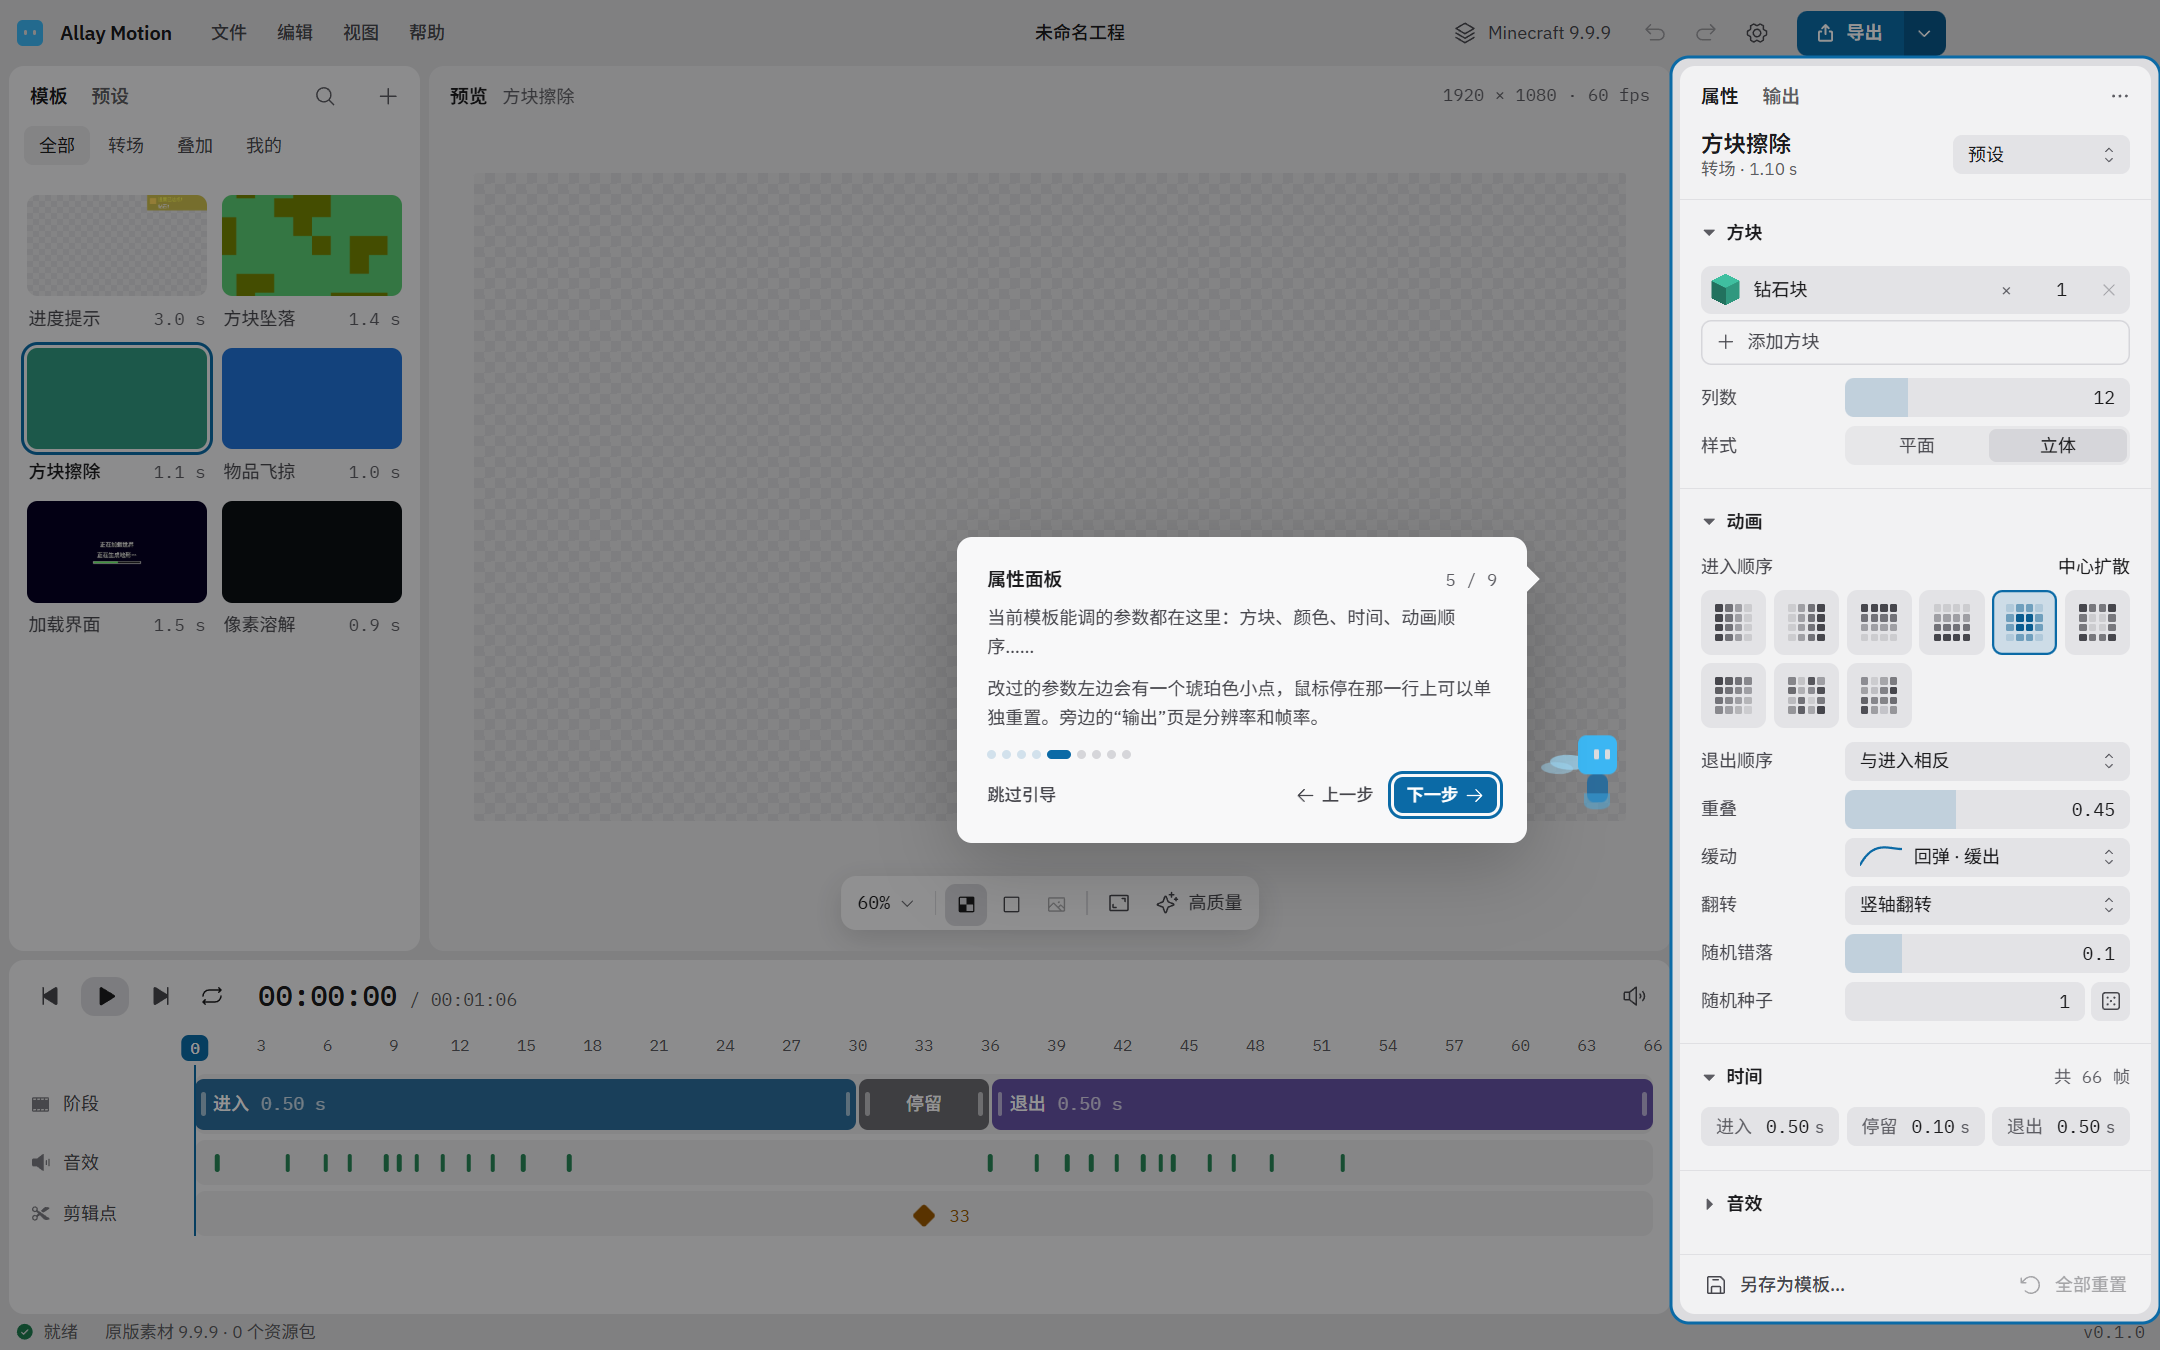 Allay Motion 文件 编辑 视图 帮助 未命名工程 Minecraft 9.9.9 导出
模板 预设
全部 转场 叠加 我的
进度提示 3.0 s 方块坠落 1.4 s
方块擦除 1.1 s 物品飞掠 1.0 s
加载界面 1.5 s 像素溶解 0.9 s
预览 方块擦除 1920 × 1080 · 60 fps
属性面板 5 / 9
当前模板能调的参数都在这里：方块、颜色、时间、动画顺
序……
改过的参数左边会有一个琥珀色小点，鼠标停在那一行上可以单
独重置。旁边的“输出”页是分辨率和帧率。
跳过引导 上一步 下一步
60% 高质量
属性 输出
方块擦除
转场 · 1.10 s
预设
方块
钻石块 × 1
添加方块
列数 12
样式 平面 立体
动画
进入顺序 中心扩散
退出顺序 与进入相反
重叠 0.45
缓动 回弹 · 缓出
翻转 竖轴翻转
随机错落 0.1
随机种子 1
时间 共 66 帧
进入 0.50 s 停留 0.10 s 退出 0.50 s
音效
另存为模板... 全部重置
00:00:00 / 00:01:06
0 3 6 9 12 15 18 21 24 27 30 33 36 39 42 45 48 51 54 57 60 63 66
阶段 进入 0.50 s 停留 退出 0.50 s
音效
剪辑点 33
就绪 原版素材 9.9.9 · 0 个资源包 v0.1.0